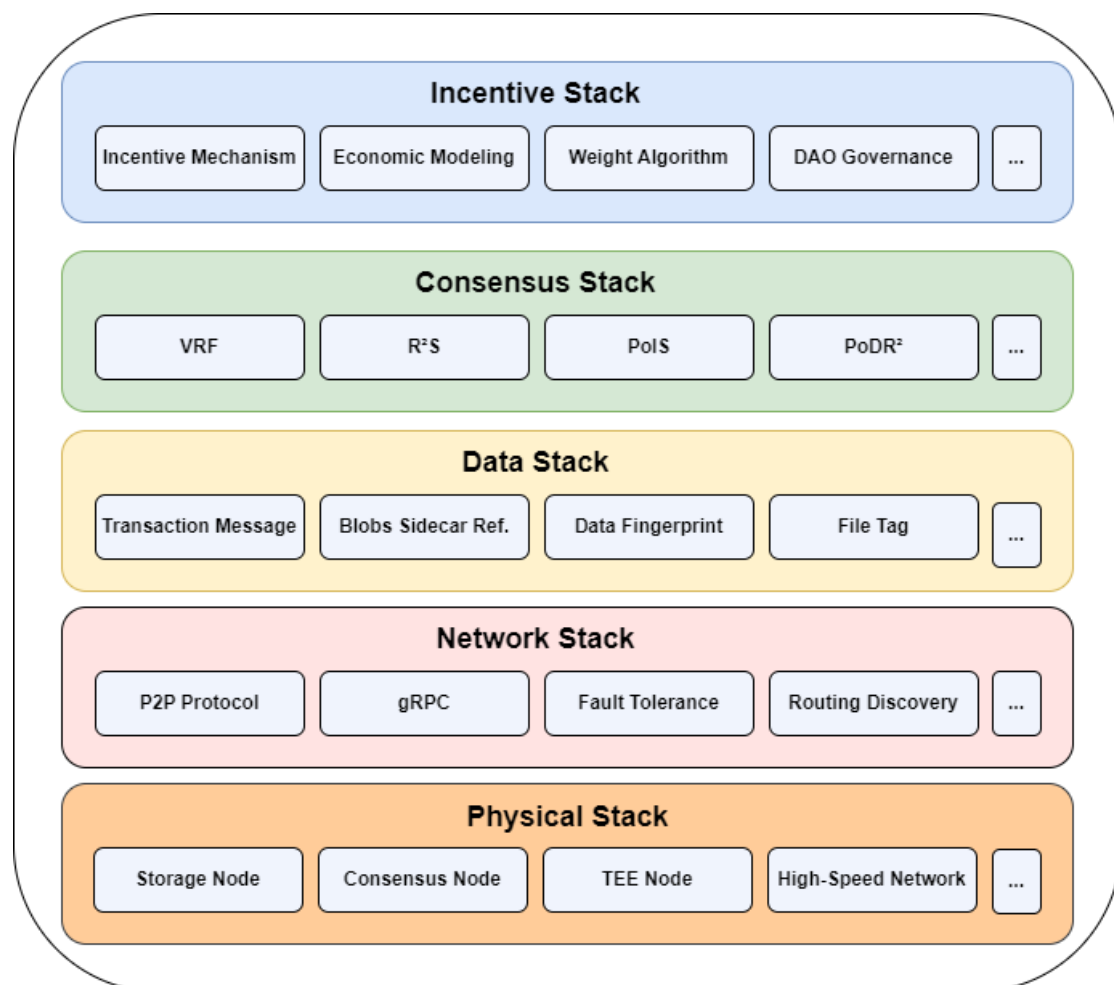 Incentive Stack
Incentive Mechanism
Economic Modeling
Weight Algorithm
DAO Governance
...
Consensus Stack
VRF
R²S
PoIS
PoDR²
...
Data Stack
Transaction Message
Blobs Sidecar Ref.
Data Fingerprint
File Tag
...
Network Stack
P2P Protocol
gRPC
Fault Tolerance
Routing Discovery
...
Physical Stack
Storage Node
Consensus Node
TEE Node
High-Speed Network
...